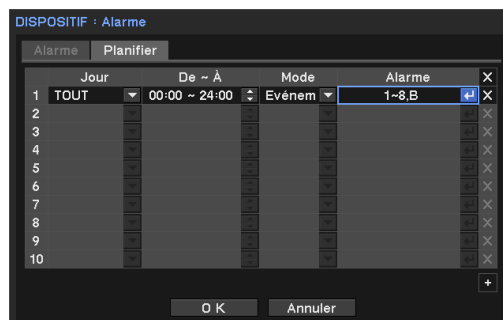 DISPOSITIF : Alarme
Alarme Planifier
Jour De ~ À Mode Alarme X
1 TOUT 00:00 ~ 24:00 Evénem 1~8,B X
2 X
3 X
4 X
5 X
6 X
7 X
8 X
9 X
10 X
+
O K Annuler